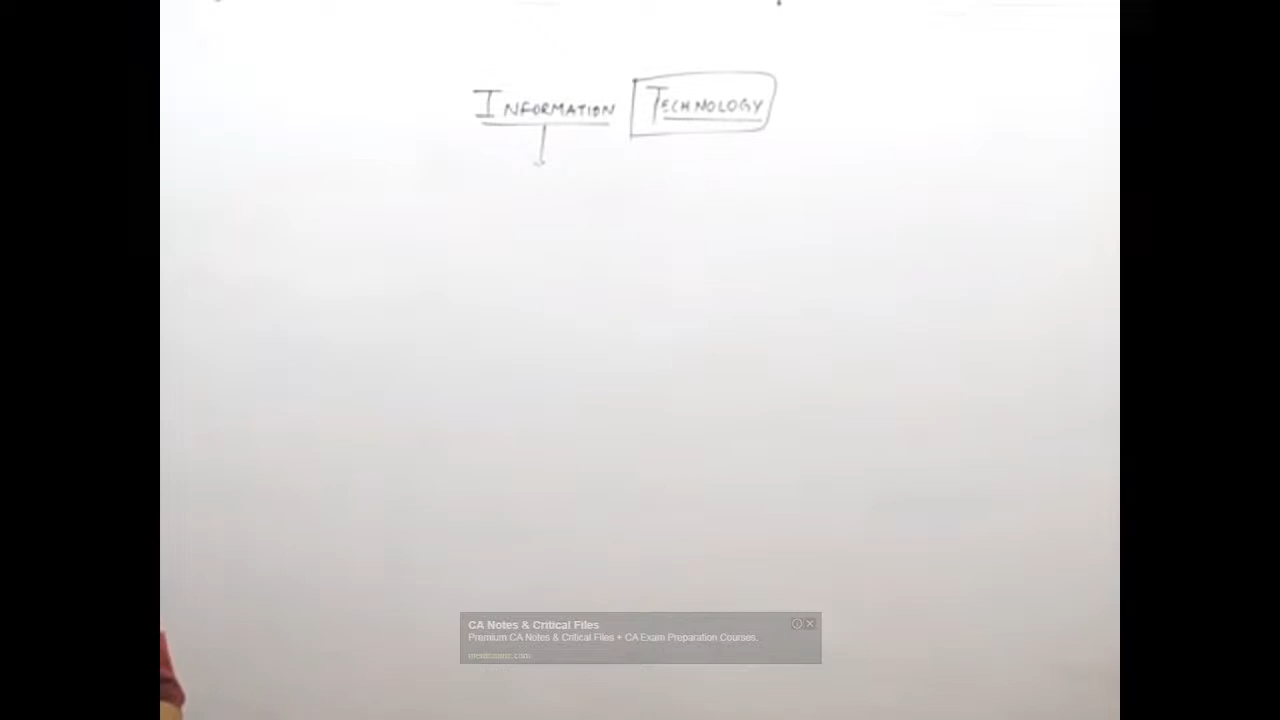 INFORMATION TECHNOLOGY
CA Notes & Critical Files
Premium CA Notes & Critical Files + CA Exam Preparation Courses.